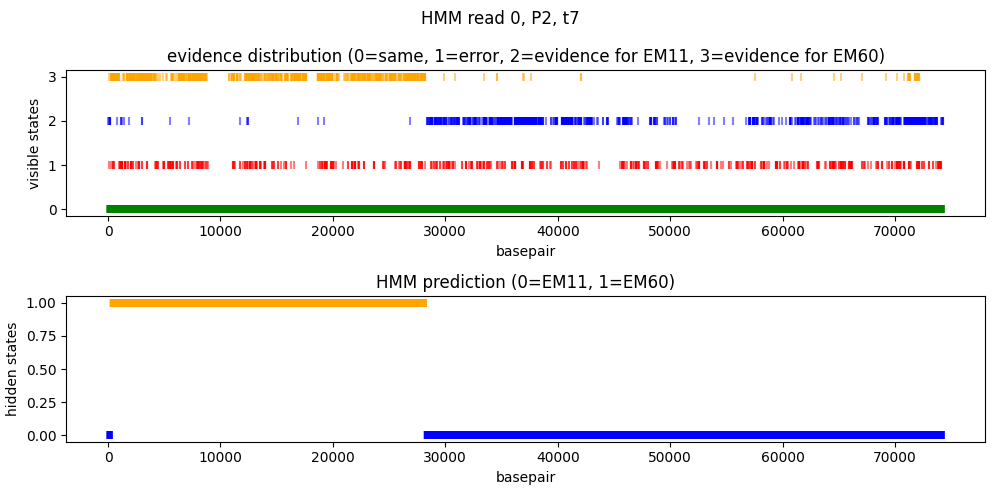 HMM read 0, P2, t7
evidence distribution (0=same, 1=error, 2=evidence for EM11, 3=evidence for EM60)
visible states
3
2
1
0
0 10000 20000 30000 40000 50000 60000 70000
basepair
HMM prediction (0=EM11, 1=EM60)
hidden states
1.00
0.75
0.50
0.25
0.00
0 10000 20000 30000 40000 50000 60000 70000
basepair